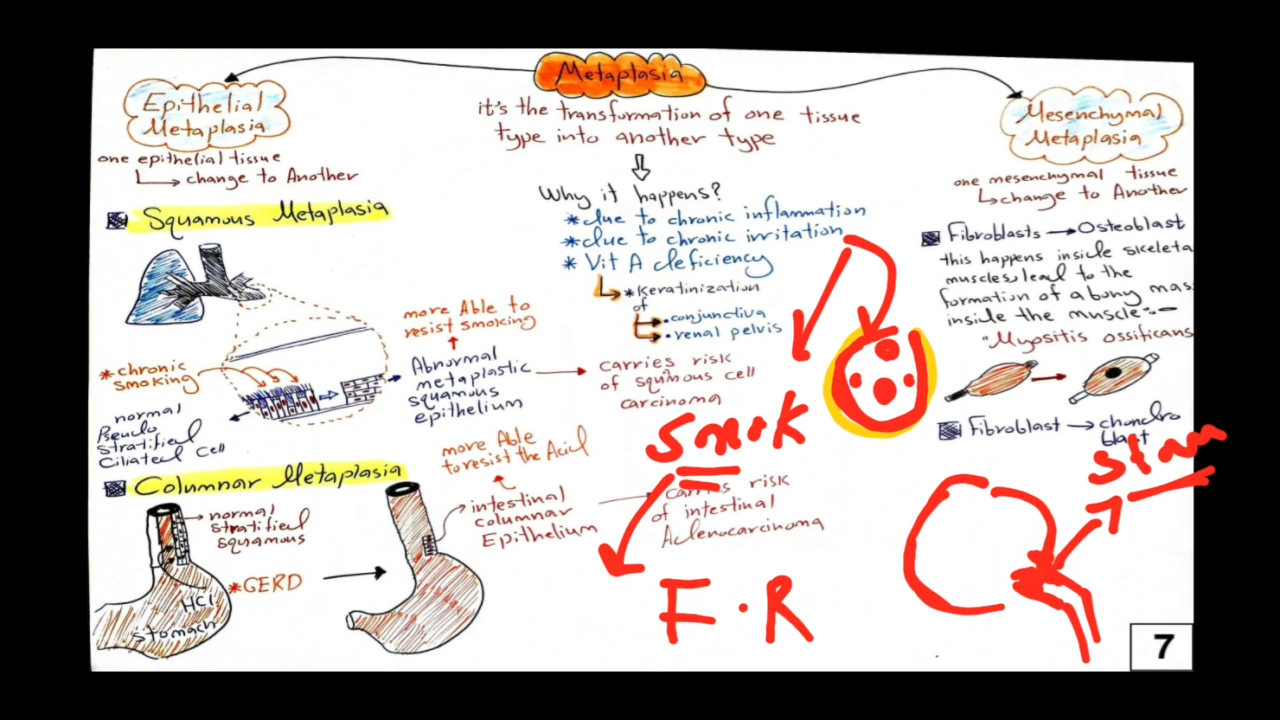 Metaplasia
it's the transformation of one tissue
type into another type
Why it happens?
*due to chronic inflammation
*due to chronic irritation
* Vit A deficiency
*Keratinization
of
•conjunctiva
•renal pelvis
Epithelial
Metaplasia
one epithelial tissue
change to Another
Squamous Metaplasia
*chronic
smoking
normal
Pseudo
stratified
Ciliated Cell
more Able to
resist smoking
Abnormal
metaplastic
squamous
epithelium
carries risk
of squmous cell
carcinoma
Columnar Metaplasia
normal
stratified
squamous
*GERD
HCl
stomach
more Able
to resist the Acid
intestinal
columnar
Epithelium
carries risk
of intestinal
Adenocarcinoma
Mesenchymal
Metaplasia
one mesenchymal tissue
change to Another
Fibroblasts → Osteoblast
this happens inside skeleta
muscles, lead to the
formation of a bony mas
inside the muscle
"Myositis ossificans
Fibroblast → chondro
blast
Smok
F.R
7